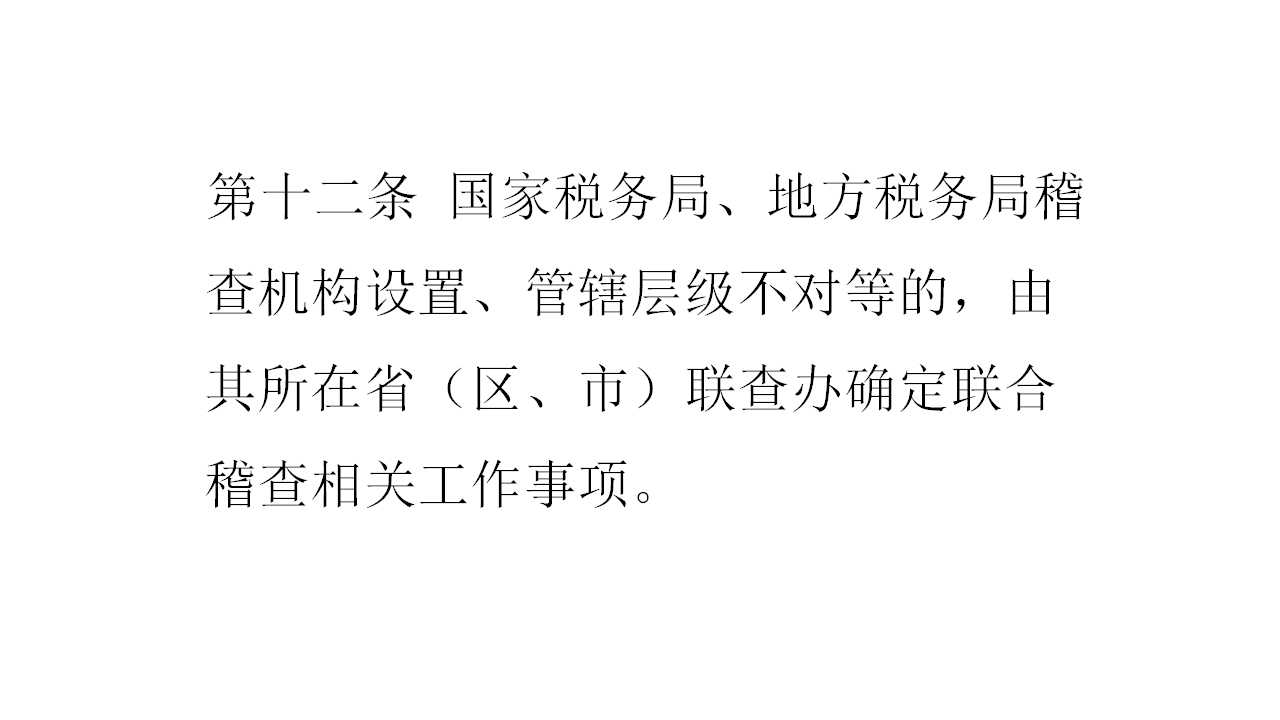 第十二条 国家税务局、地方税务局稽
查机构设置、管辖层级不对等的，由
其所在省（区、市）联查办确定联合
稽查相关工作事项。